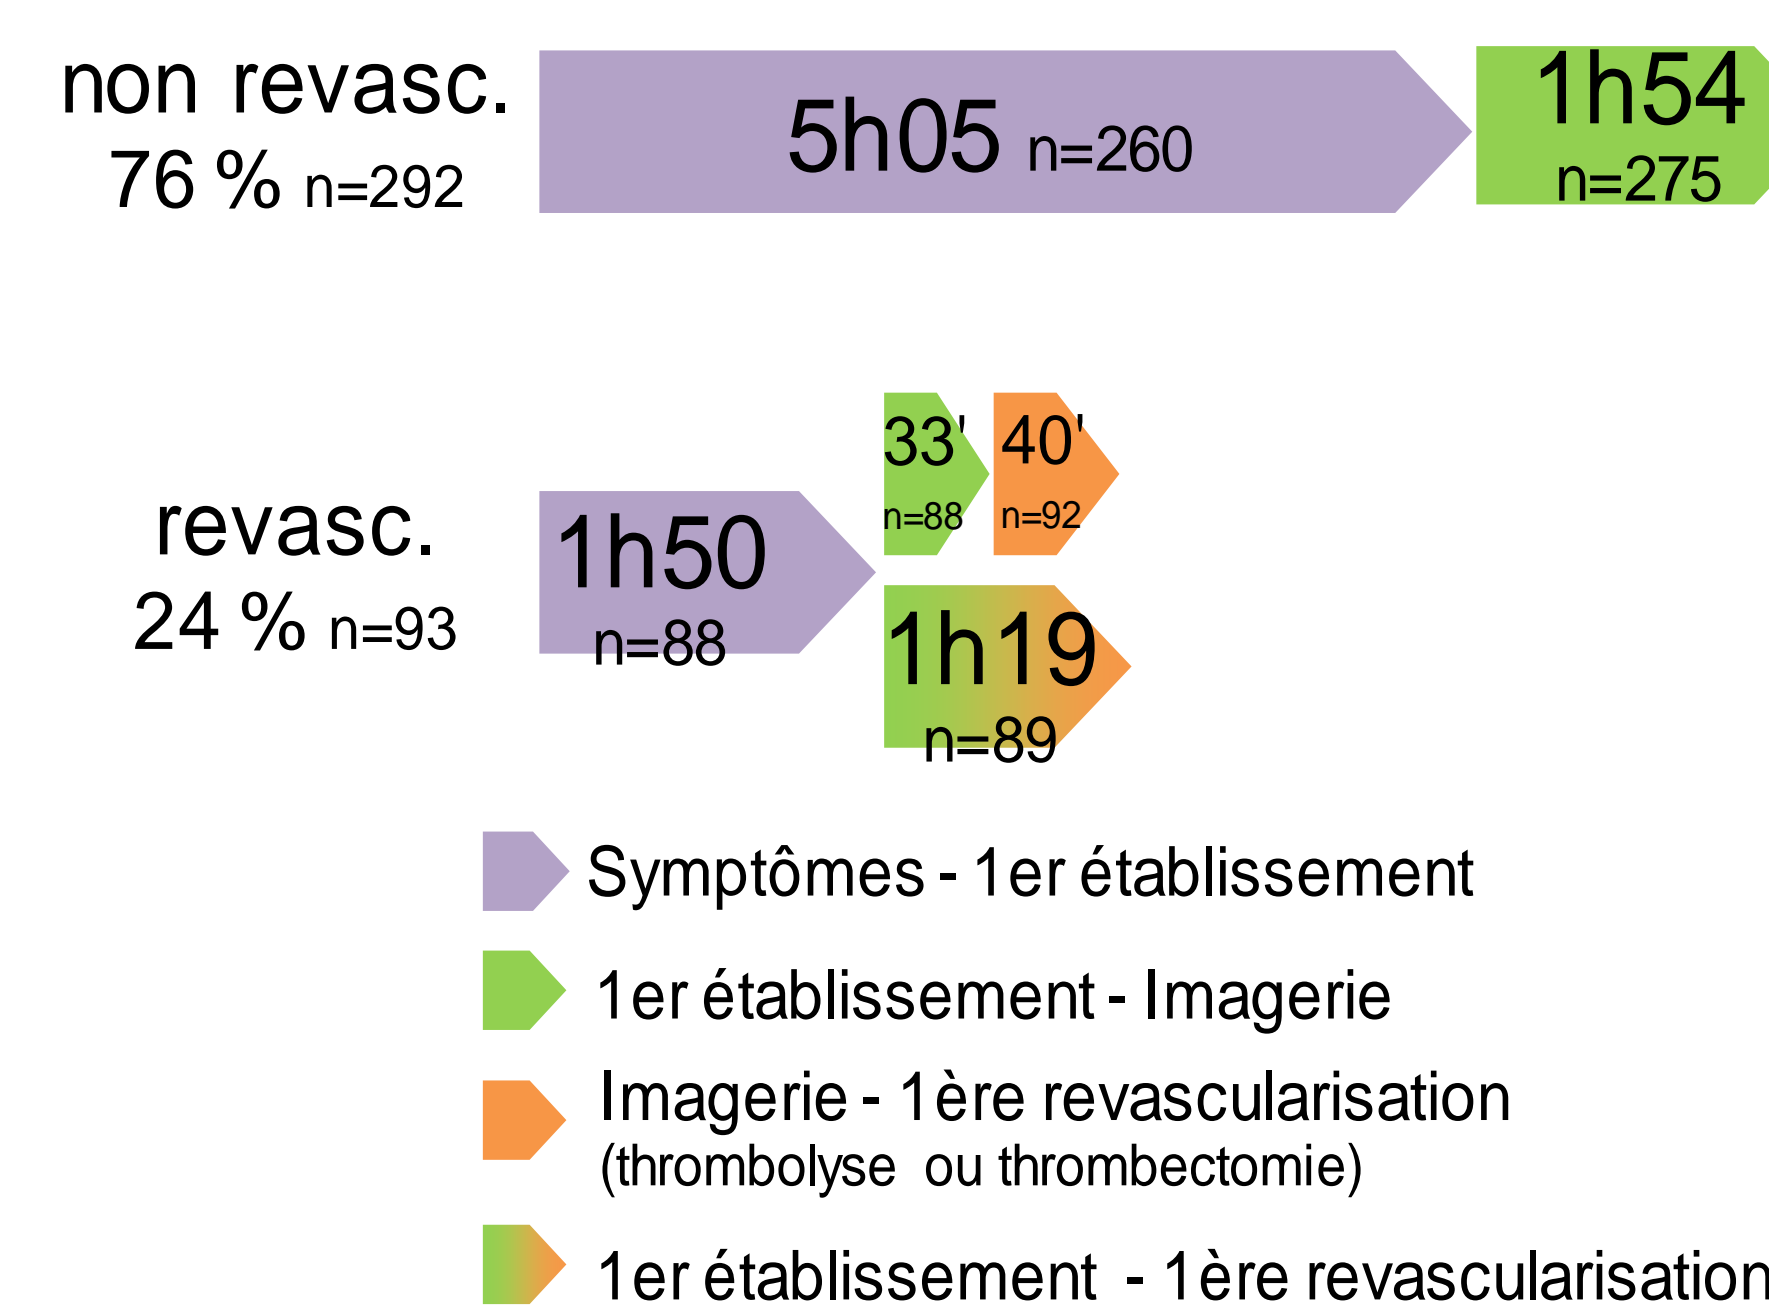 non revasc.
76 % n=292
5h05 n=260
1h54
n=275
33'
n=88
40'
n=92
revasc.
24 % n=93
1h50
n=88
1h19
n=89
Symptômes - 1er établissement
1er établissement - Imagerie
Imagerie - 1ère revascularisation
(thrombolyse ou thrombectomie)
1er établissement - 1ère revascularisation